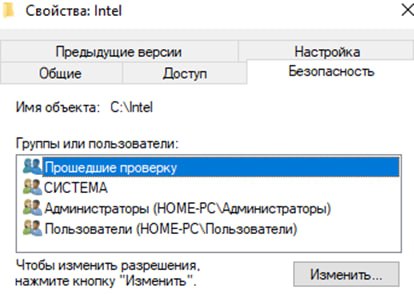 Свойства: Intel
Предыдущие версии Настройка
Общие Доступ Безопасность
Имя объекта: C:\Intel
Группы или пользователи:
Прошедшие проверку
СИСТЕМА
Администраторы (HOME-PC\Администраторы)
Пользователи (HOME-PC\Пользователи)
Чтобы изменить разрешения,
нажмите кнопку "Изменить".
Изменить...